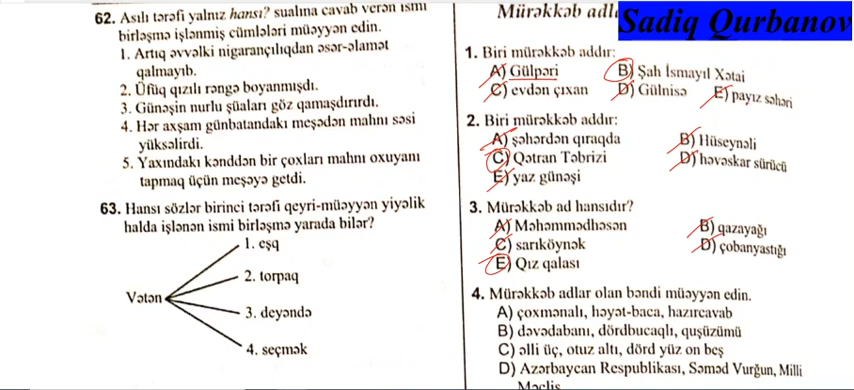 62. Asılı tərəfi yalnız hansı? sualına cavab verən ismi
birləşmə işlənmiş cümlələri müəyyən edin.
1. Artıq əvvəlki nigarançılıqdan əsər-əlamət
qalmayıb.
2. Üfüq qızılı rəngə boyanmışdı.
3. Günəşin nurlu şüaları göz qamaşdırırdı.
4. Hər axşam günbatandakı meşədən mahnı səsi
yüksəlirdi.
5. Yaxındakı kənddən bir çoxları mahnı oxuyanı
tapmaq üçün meşəyə getdi.
63. Hansı sözlər birinci tərəfi qeyri-müəyyən yiyəlik
halda işlənən ismi birləşmə yarada bilər?
1. eşq
2. torpaq
Vətən
3. deyəndə
4. seçmək
Mürəkkəb adl
Sadiq Qurbanov
1. Biri mürəkkəb addır:
A) Gülpəri B) Şah İsmayıl Xətai
C) evdən çıxan D) Gülnisə E) payız səhəri
2. Biri mürəkkəb addır:
A) şəhərdən qıraqda B) Hüseynəli
C) Qətran Təbrizi D) həvəskar sürücü
E) yaz günəşi
3. Mürəkkəb ad hansıdır?
A) Məhəmmədhəsən B) qazayağı
C) sarıköynək D) çobanyastığı
E) Qız qalası
4. Mürəkkəb adlar olan bəndi müəyyən edin.
A) çoxmənalı, həyət-baca, hazırcavab
B) dəvədabanı, dördbucaqlı, quşüzümü
C) əlli üç, otuz altı, dörd yüz on beş
D) Azərbaycan Respublikası, Səməd Vurğun, Milli
Məclis